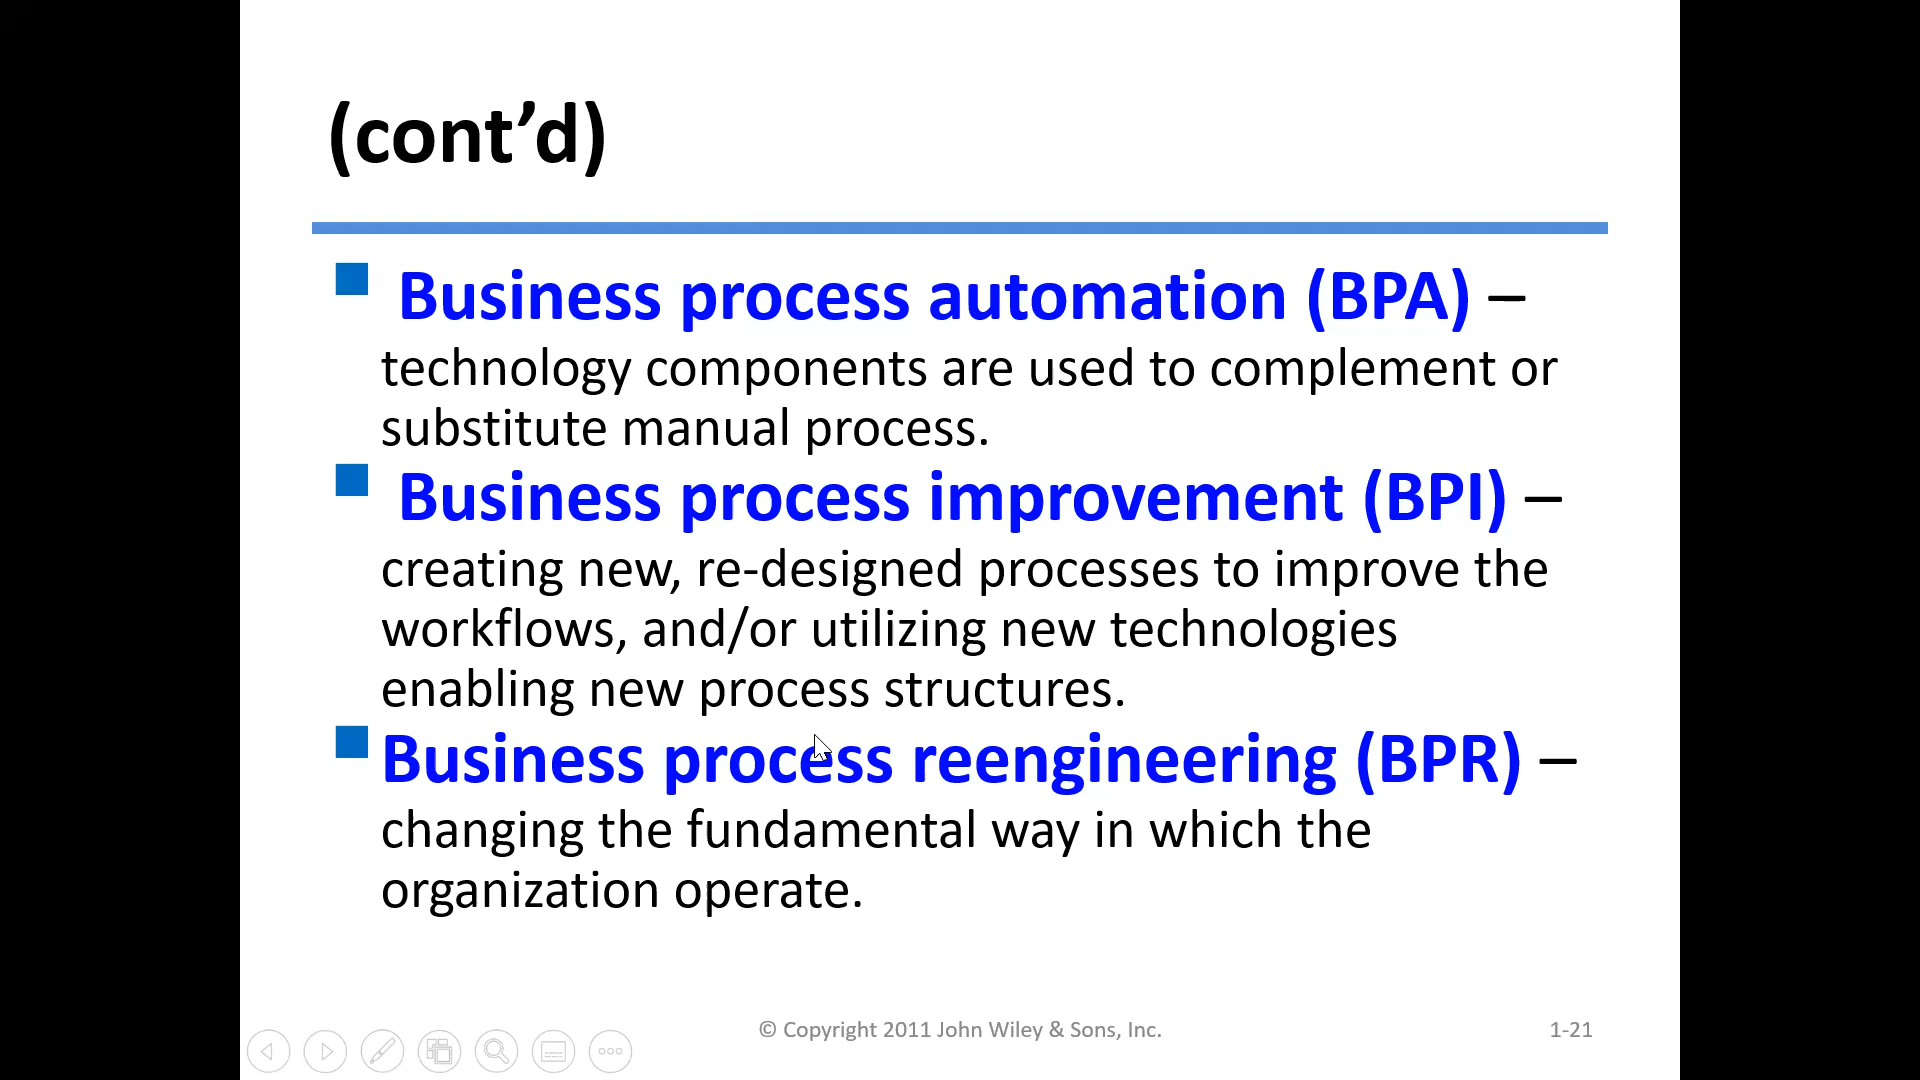 (cont’d)
Business process automation (BPA) –
technology components are used to complement or
substitute manual process.
Business process improvement (BPI) –
creating new, re-designed processes to improve the
workflows, and/or utilizing new technologies
enabling new process structures.
Business process reengineering (BPR) –
changing the fundamental way in which the
organization operate.
© Copyright 2011 John Wiley & Sons, Inc.
1-21